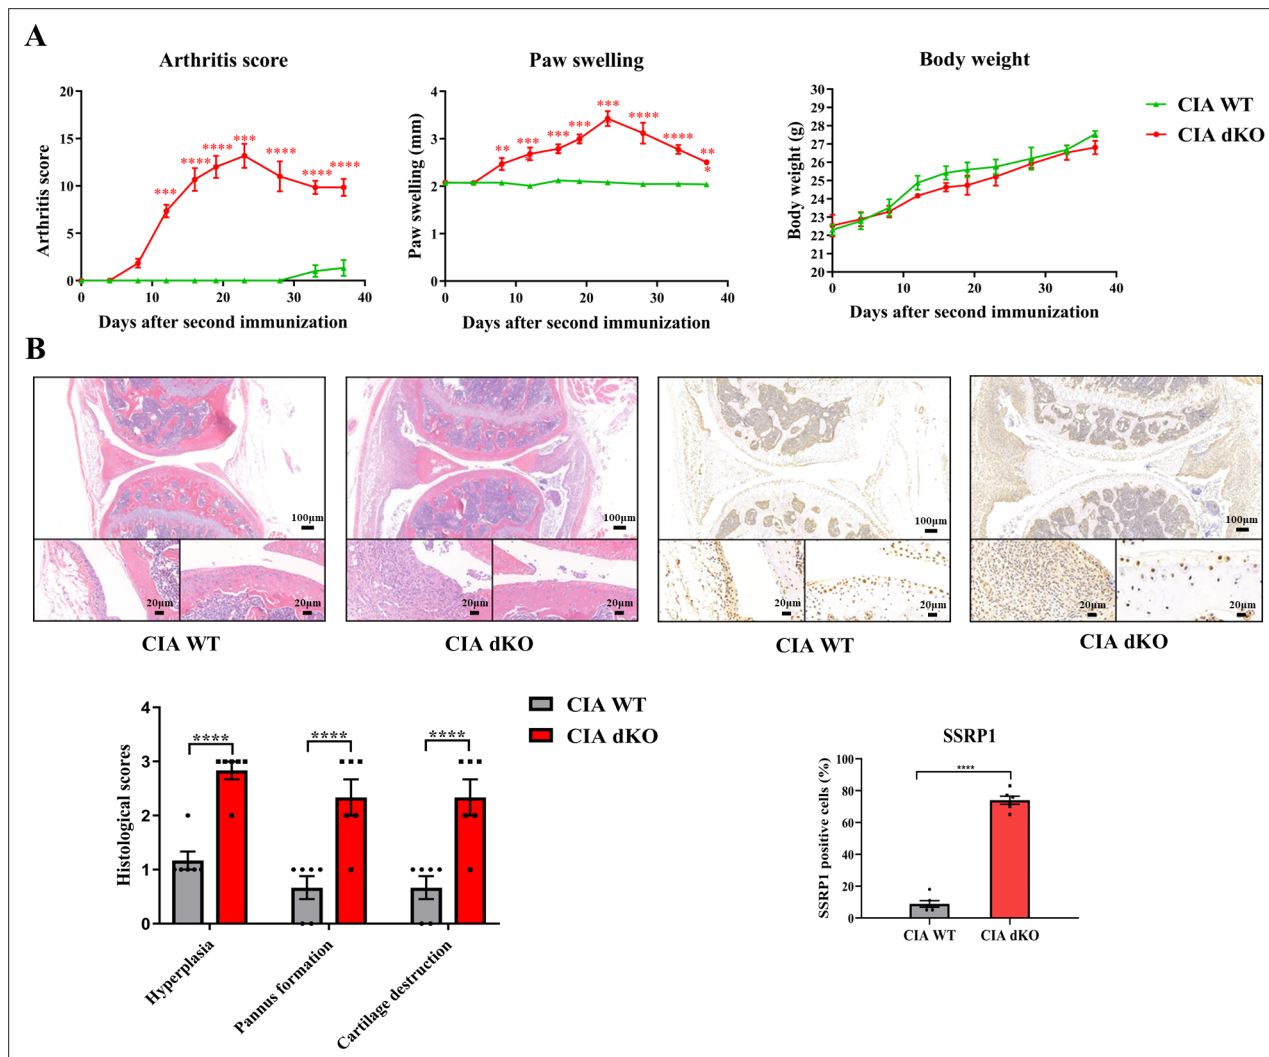 A
Arthritis score
Paw swelling
Body weight
CIA WT
CIA dKO
Arthritis score
20
15
10
5
0
*** **** **** *** **** **** ****
0 10 20 30 40
Days after second immunization
Paw swelling (mm)
4
3
2
1
0
** *** *** *** *** **** **** **
*
0 10 20 30 40
Days after second immunization
Body weight (g)
30
29
28
27
26
25
24
23
22
21
20
0 10 20 30 40
Days after second immunization
B
100μm
100μm
100μm
100μm
20μm 20μm
20μm 20μm
20μm 20μm
20μm 20μm
CIA WT
CIA dKO
CIA WT
CIA dKO
CIA WT
CIA dKO
Histological scores
4
3
2
1
0
**** **** ****
Hyperplasia
Pannus formation
Cartilage destruction
SSRP1
SSRP1 positive cells (%)
100
80
60
40
20
0
****
CIA WT CIA dKO